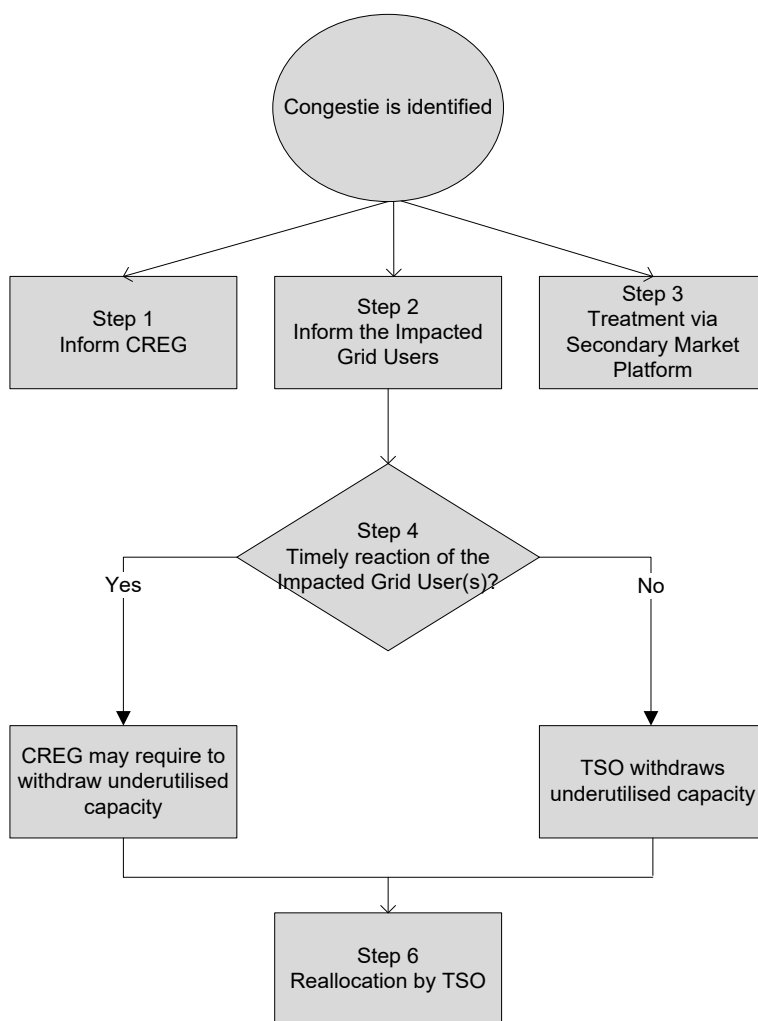 Congestie is identified
Step 1
Inform CREG
Step 2
Inform the Impacted
Grid Users
Step 3
Treatment via
Secondary Market
Platform
Step 4
Timely reaction of the
Impacted Grid User(s)?
Yes
No
CREG may require to
withdraw underutilised
capacity
TSO withdraws
underutilised capacity
Step 6
Reallocation by TSO